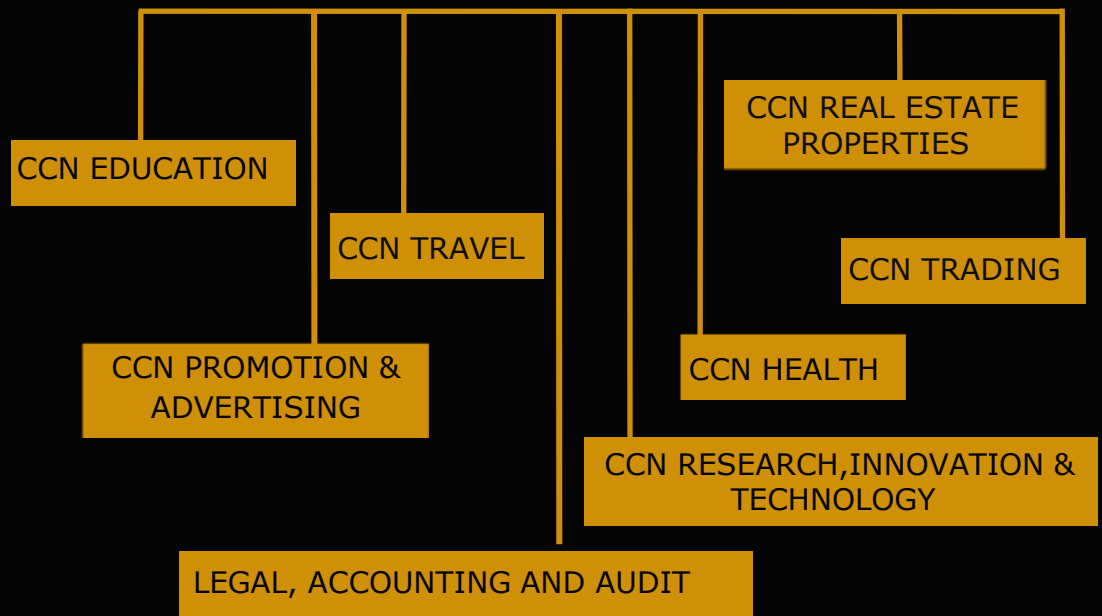 CCN REAL ESTATE
PROPERTIES
CCN EDUCATION
CCN TRAVEL
CCN TRADING
CCN PROMOTION &
ADVERTISING
CCN HEALTH
CCN RESEARCH,INNOVATION &
TECHNOLOGY
LEGAL, ACCOUNTING AND AUDIT